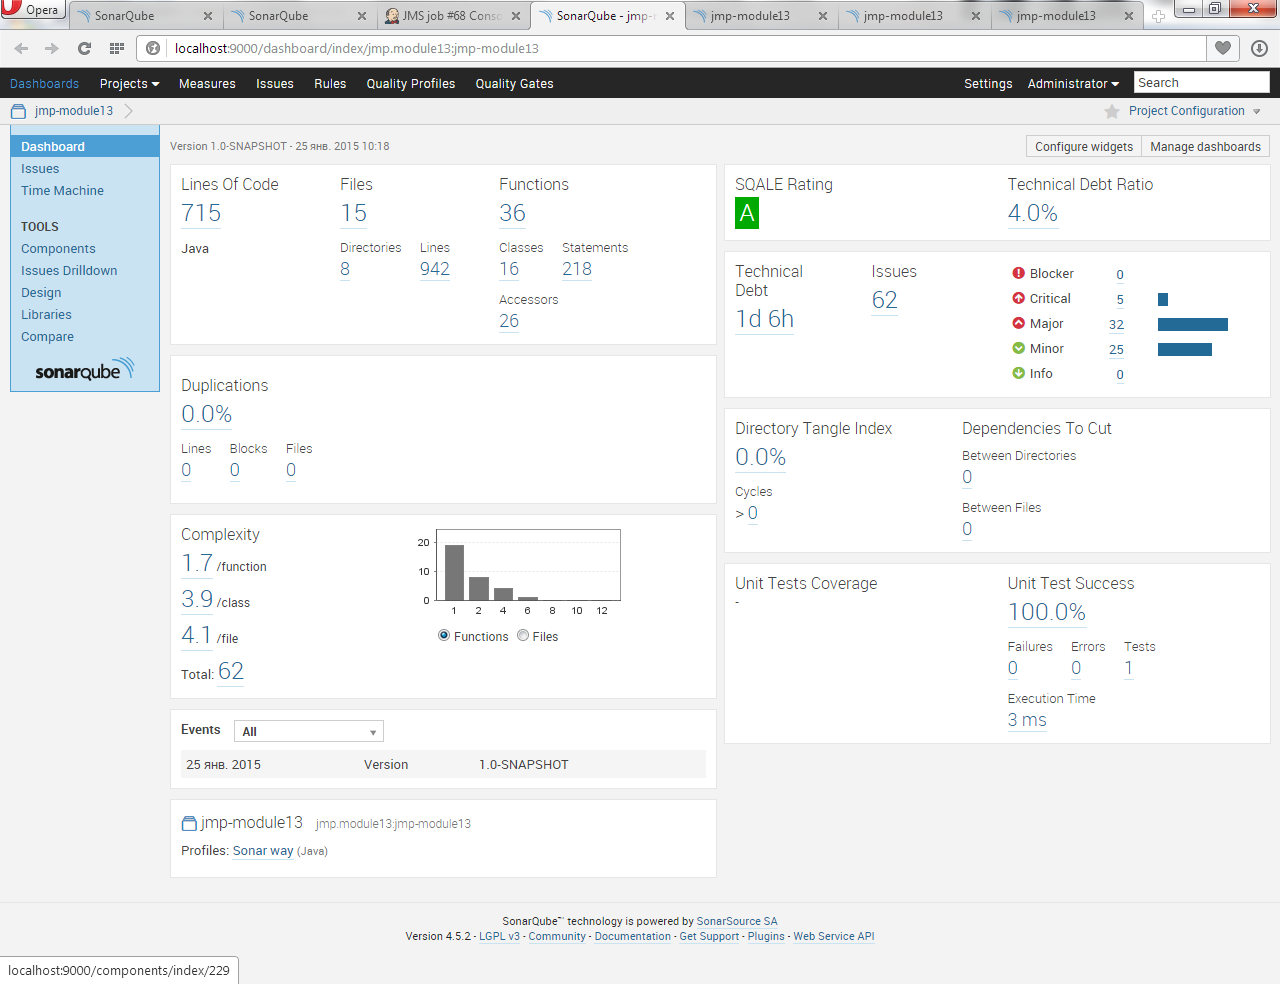 Opera
SonarQube
SonarQube
JMS job #68 Conso
SonarQube - jmp-r
jmp-module13
jmp-module13
jmp-module13
localhost:9000/dashboard/index/jmp.module13:jmp-module13
Dashboards Projects Measures Issues Rules Quality Profiles Quality Gates Settings Administrator Search
jmp-module13
Project Configuration
Dashboard
Issues
Time Machine
TOOLS
Components
Issues Drilldown
Design
Libraries
Compare
sonarqube
Version 1.0-SNAPSHOT - 25 янв. 2015 10:18
Configure widgets Manage dashboards
Lines Of Code Files Functions
715 15 36
Java
Directories Lines Classes Statements
8 942 16 218
Accessors
26
Duplications
0.0%
Lines Blocks Files
0 0 0
Complexity
1.7 /function
3.9 /class
4.1 /file
Total: 62
20
10
0
1 2 4 6 8 10 12
Functions Files
Events All
25 янв. 2015 Version 1.0-SNAPSHOT
jmp-module13 jmp.module13:jmp-module13
Profiles: Sonar way (Java)
SQALE Rating Technical Debt Ratio
A 4.0%
Technical
Debt
1d 6h
Issues
62
Blocker 0
Critical 5
Major 32
Minor 25
Info 0
Directory Tangle Index
0.0%
Cycles
> 0
Dependencies To Cut
Between Directories
0
Between Files
0
Unit Tests Coverage
-
Unit Test Success
100.0%
Failures Errors Tests
0 0 1
Execution Time
3 ms
SonarQube™ technology is powered by SonarSource SA
Version 4.5.2 - LGPL v3 - Community - Documentation - Get Support - Plugins - Web Service API
localhost:9000/components/index/229